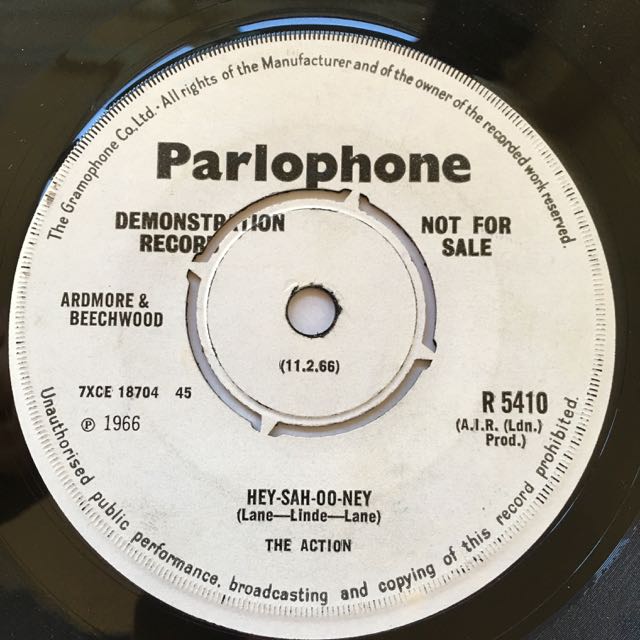 The Gramophone Co. Ltd. All rights of the Manufacturer and of the owner of the recorded work reserved.
Parlophone
DEMONSTRATION
RECORD
NOT FOR
SALE
ARDMORE &
BEECHWOOD
(11.2.66)
7XCE 18704 45
℗ 1966
R 5410
(A.I.R. (Ldn.)
Prod.)
HEY-SAH-OO-NEY
(Lane—Linde—Lane)
THE ACTION
Unauthorised public performance, broadcasting and copying of this record prohibited.